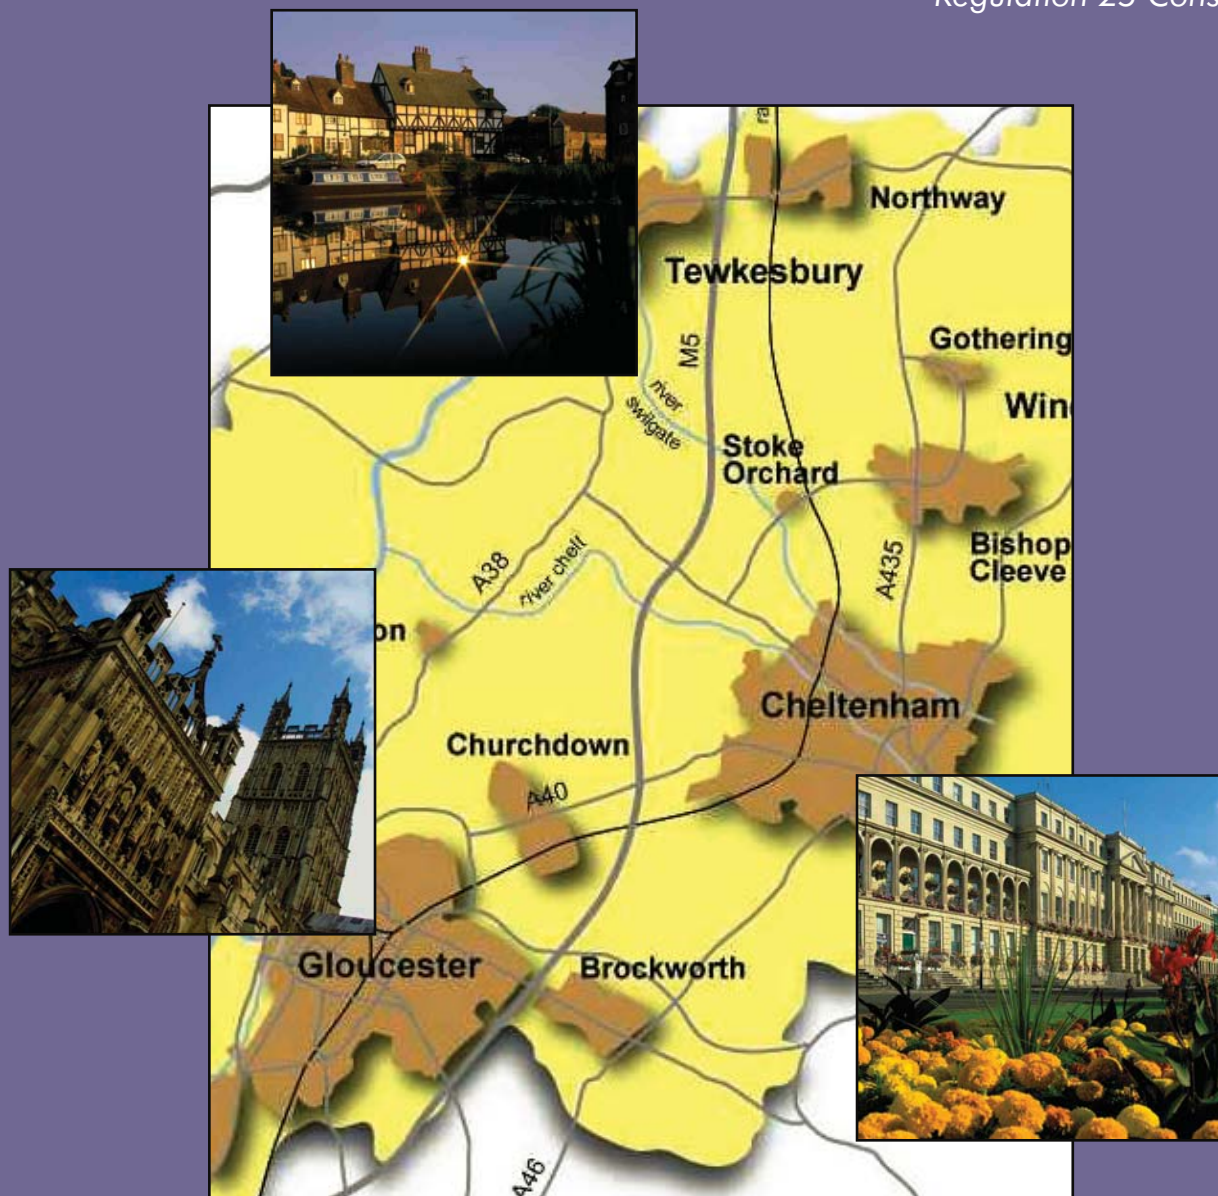 Regulation 25 Cons
Northway
Tewkesbury
M5
Gothering
Win
river
swilgate
Stoke
Orchard
A435
Bishop
Cleeve
A38
river chelt
on
Cheltenham
Churchdown
A40
Gloucester
Brockworth
A46